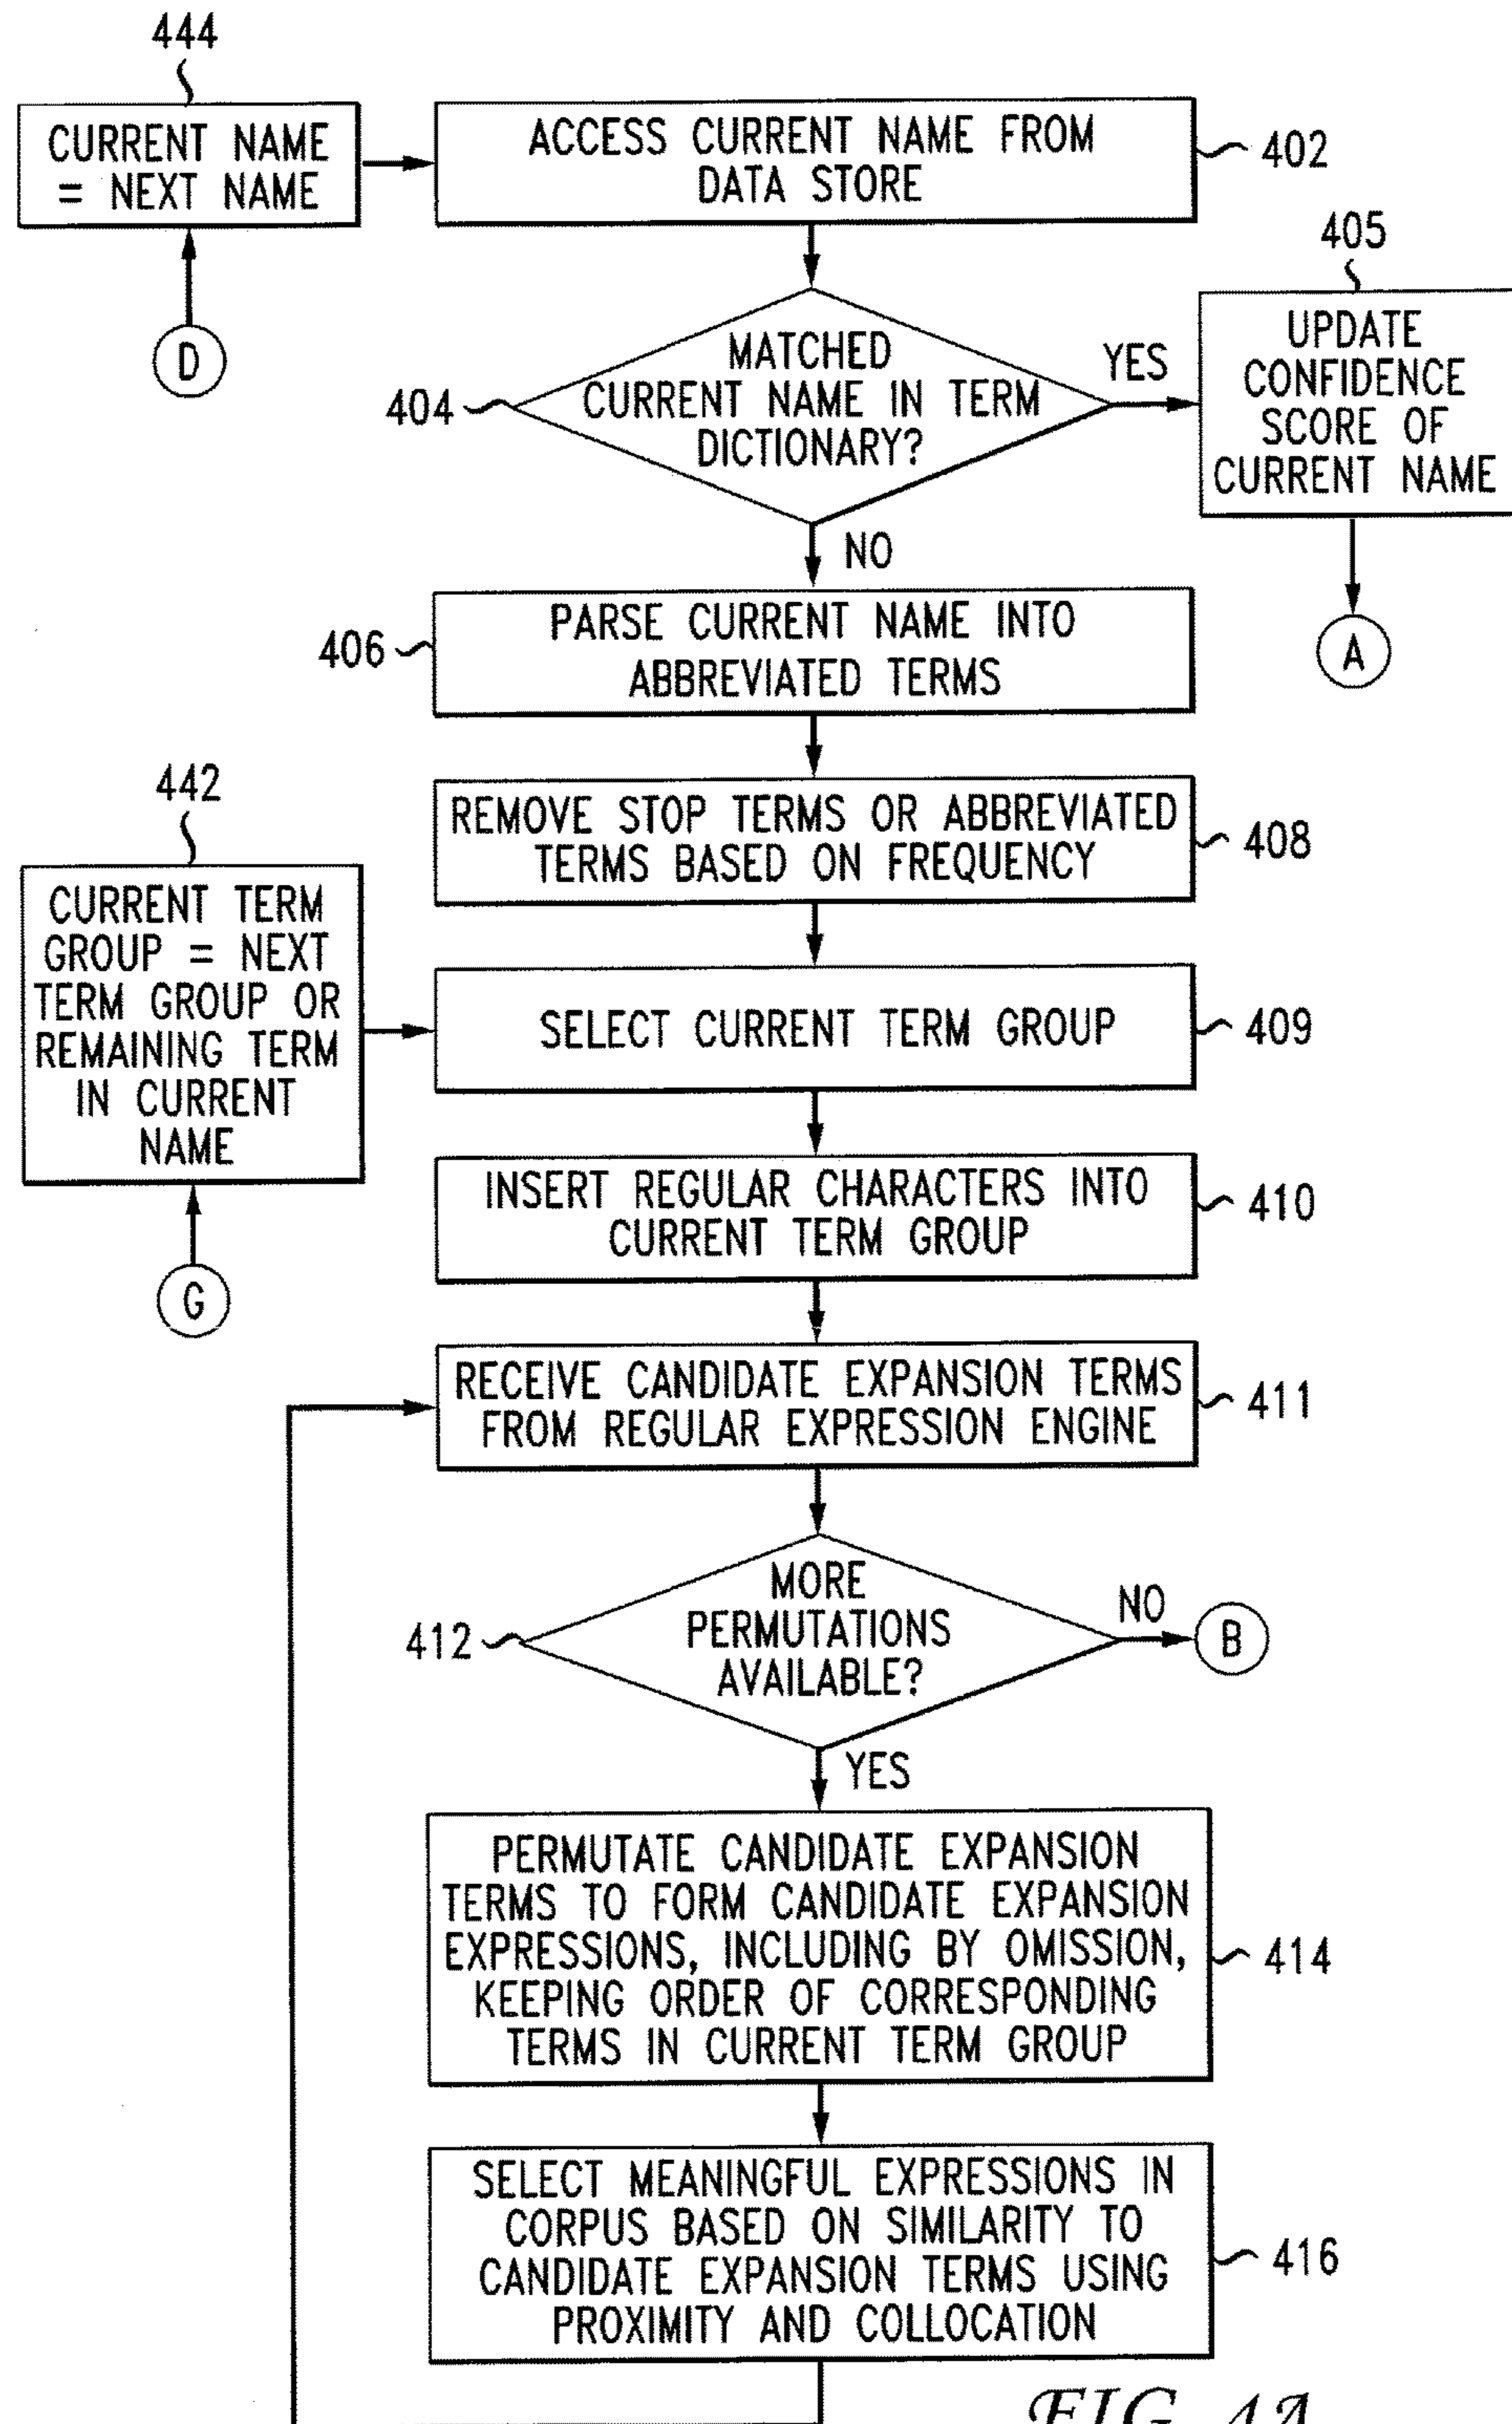 444
CURRENT NAME
= NEXT NAME
ACCESS CURRENT NAME FROM
DATA STORE
402
D
405
MATCHED
CURRENT NAME IN TERM
DICTIONARY?
404
YES
UPDATE
CONFIDENCE
SCORE OF
CURRENT NAME
NO
A
406
PARSE CURRENT NAME INTO
ABBREVIATED TERMS
442
REMOVE STOP TERMS OR ABBREVIATED
TERMS BASED ON FREQUENCY
408
CURRENT TERM
GROUP = NEXT
TERM GROUP OR
REMAINING TERM
IN CURRENT
NAME
SELECT CURRENT TERM GROUP
409
INSERT REGULAR CHARACTERS INTO
CURRENT TERM GROUP
410
G
RECEIVE CANDIDATE EXPANSION TERMS
FROM REGULAR EXPRESSION ENGINE
411
MORE
PERMUTATIONS
AVAILABLE?
412
NO
B
YES
PERMUTATE CANDIDATE EXPANSION
TERMS TO FORM CANDIDATE EXPANSION
EXPRESSIONS, INCLUDING BY OMISSION,
KEEPING ORDER OF CORRESPONDING
TERMS IN CURRENT TERM GROUP
414
SELECT MEANINGFUL EXPRESSIONS IN
CORPUS BASED ON SIMILARITY TO
CANDIDATE EXPANSION TERMS USING
PROXIMITY AND COLLOCATION
416
FIG. 4A